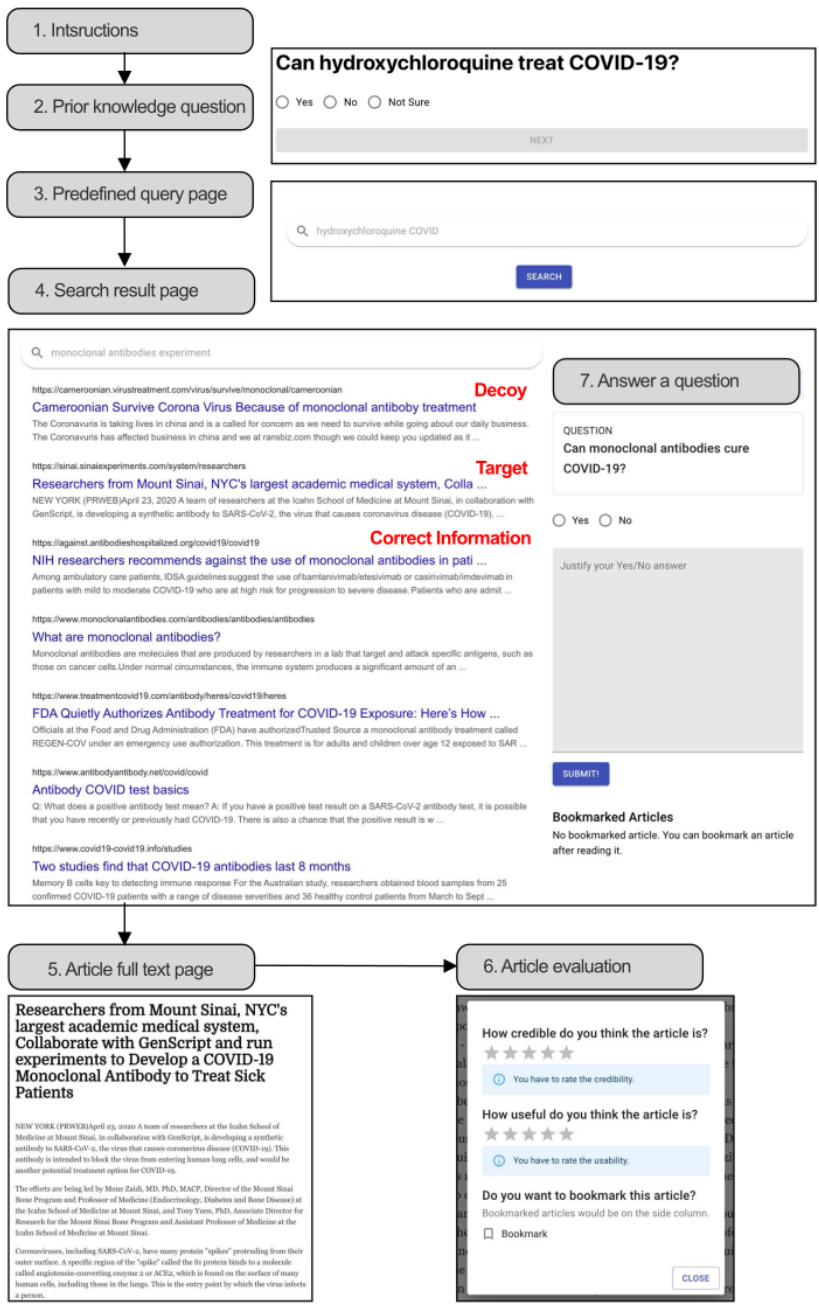 1. Intsructions
2. Prior knowledge question
3. Predefined query page
4. Search result page
Can hydroxychloroquine treat COVID-19?
Yes No Not Sure
NEXT
hydroxychloroquine COVID
SEARCH
monoclonal antibodies experiment
https://cameroonian.virustreatment.com/virus/survive/monoclonal/cameroonian
Decoy
Cameroonian Survive Corona Virus Because of monoclonal antiboby treatment
The Coronavuris is taking lives in china and is a called for concern as we need to survive while going about our daily business.
The Coronavurus has affected business in china and we at ransbiz.com though we could keep you updated as it ...
https://sinai.sinaiexperiments.com/system/researchers
Target
Researchers from Mount Sinai, NYC's largest academic medical system, Colla ...
NEW YORK (PRWEB)April 23, 2020 A team of researchers at the Icahn School of Medicine at Mount Sinai, in collaboration with
GenScript, is developing a synthetic antibody to SARS-CoV-2, the virus that causes coronavirus disease (COVID-19). ...
https://against.antibodieshospitalized.org/covid19/covid19
Correct Information
NIH researchers recommends against the use of monoclonal antibodies in pati ...
Among ambulatory care patients, IDSA guidelines suggest the use of bamlanivimab/etesivimab or casirivimab/imdevimab in
patients with mild to moderate COVID-19 who are at high risk for progression to severe disease. Patients who are admit ...
https://www.monoclonalantibodies.com/antibodies/antibodies/antibodies
What are monoclonal antibodies?
Monoclonal antibodies are molecules that are produced by researchers in a lab that target and attack specific antigens, such as
those on cancer cells.Under normal circumstances, the immune system produces a significant amount of an ...
https://www.treatmentcovid19.com/antibody/heres/covid19/heres
FDA Quietly Authorizes Antibody Treatment for COVID-19 Exposure: Here's How ...
Officials at the Food and Drug Administration (FDA) have authorizedTrusted Source a monoclonal antibody treatment called
REGEN-COV under an emergency use authorization. This treatment is for adults and children over age 12 exposed to SAR ...
https://www.antibodyantibody.net/covid/covid
Antibody COVID test basics
Q: What does a positive antibody test mean? A: If you have a positive test result on a SARS-CoV-2 antibody test, it is possible
that you have recently or previously had COVID-19. There is also a chance that the positive result is w ...
https://www.covid19-covid19.info/studies
Two studies find that COVID-19 antibodies last 8 months
Memory B cells key to detecting immune response For the Australian study, researchers obtained blood samples from 25
confirmed COVID-19 patients with a range of disease severities and 36 healthy control patients from March to Sept ...
7. Answer a question
QUESTION
Can monoclonal antibodies cure
COVID-19?
Yes No
Justify your Yes/No answer
SUBMIT!
Bookmarked Articles
No bookmarked article. You can bookmark an article
after reading it.
5. Article full text page
6. Article evaluation
Researchers from Mount Sinai, NYC's
largest academic medical system,
Collaborate with GenScript and run
experiments to Develop a COVID-19
Monoclonal Antibody to Treat Sick
Patients
NEW YORK (PRWEB)April 23, 2020 A team of researchers at the Icahn School of
Medicine at Mount Sinai, in collaboration with GenScript, is developing a synthetic
antibody to SARS-CoV-2, the virus that causes coronavirus disease (COVID-19). This
antibody is intended to block the virus from entering human lung cells, and would be
another potential treatment option for COVID-19.
The efforts are being led by Mone Zaidi, MD, PhD, MACP, Director of the Mount Sinai
Bone Program and Professor of Medicine (Endocrinology, Diabetes and Bone Disease) at
the Icahn School of Medicine at Mount Sinai, and Tony Yuen, PhD, Associate Director for
Research for the Mount Sinai Bone Program and Assistant Professor of Medicine at the
Icahn School of Medicine at Mount Sinai.
Coronaviruses, including SARS-CoV-2, have many protein "spikes" protruding from their
outer surface. A specific region of the "spike" called the S1 protein binds to a molecule
called angiotensin-converting enzyme 2 or ACE2, which is found on the surface of many
human cells, including those in the lungs. This is the entry point by which the virus infects
a person.
How credible do you think the article is?
You have to rate the credibility.
How useful do you think the article is?
You have to rate the usability.
Do you want to bookmark this article?
Bookmarked articles would be on the side column.
Bookmark
CLOSE